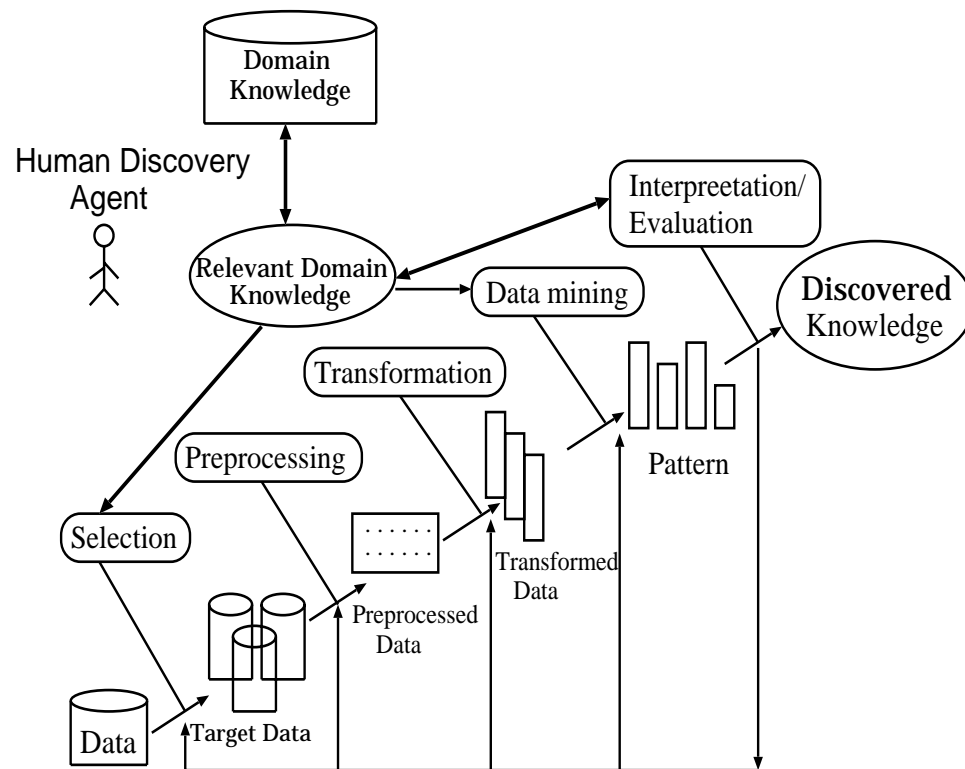 Domain
Knowledge
Human Discovery
Agent
Interpreetation/
Evaluation
Relevant Domain
Knowledge
Data mining
Discovered
Knowledge
Transformation
Preprocessing
Pattern
Selection
Transformed
Data
Preprocessed
Data
Target Data
Data